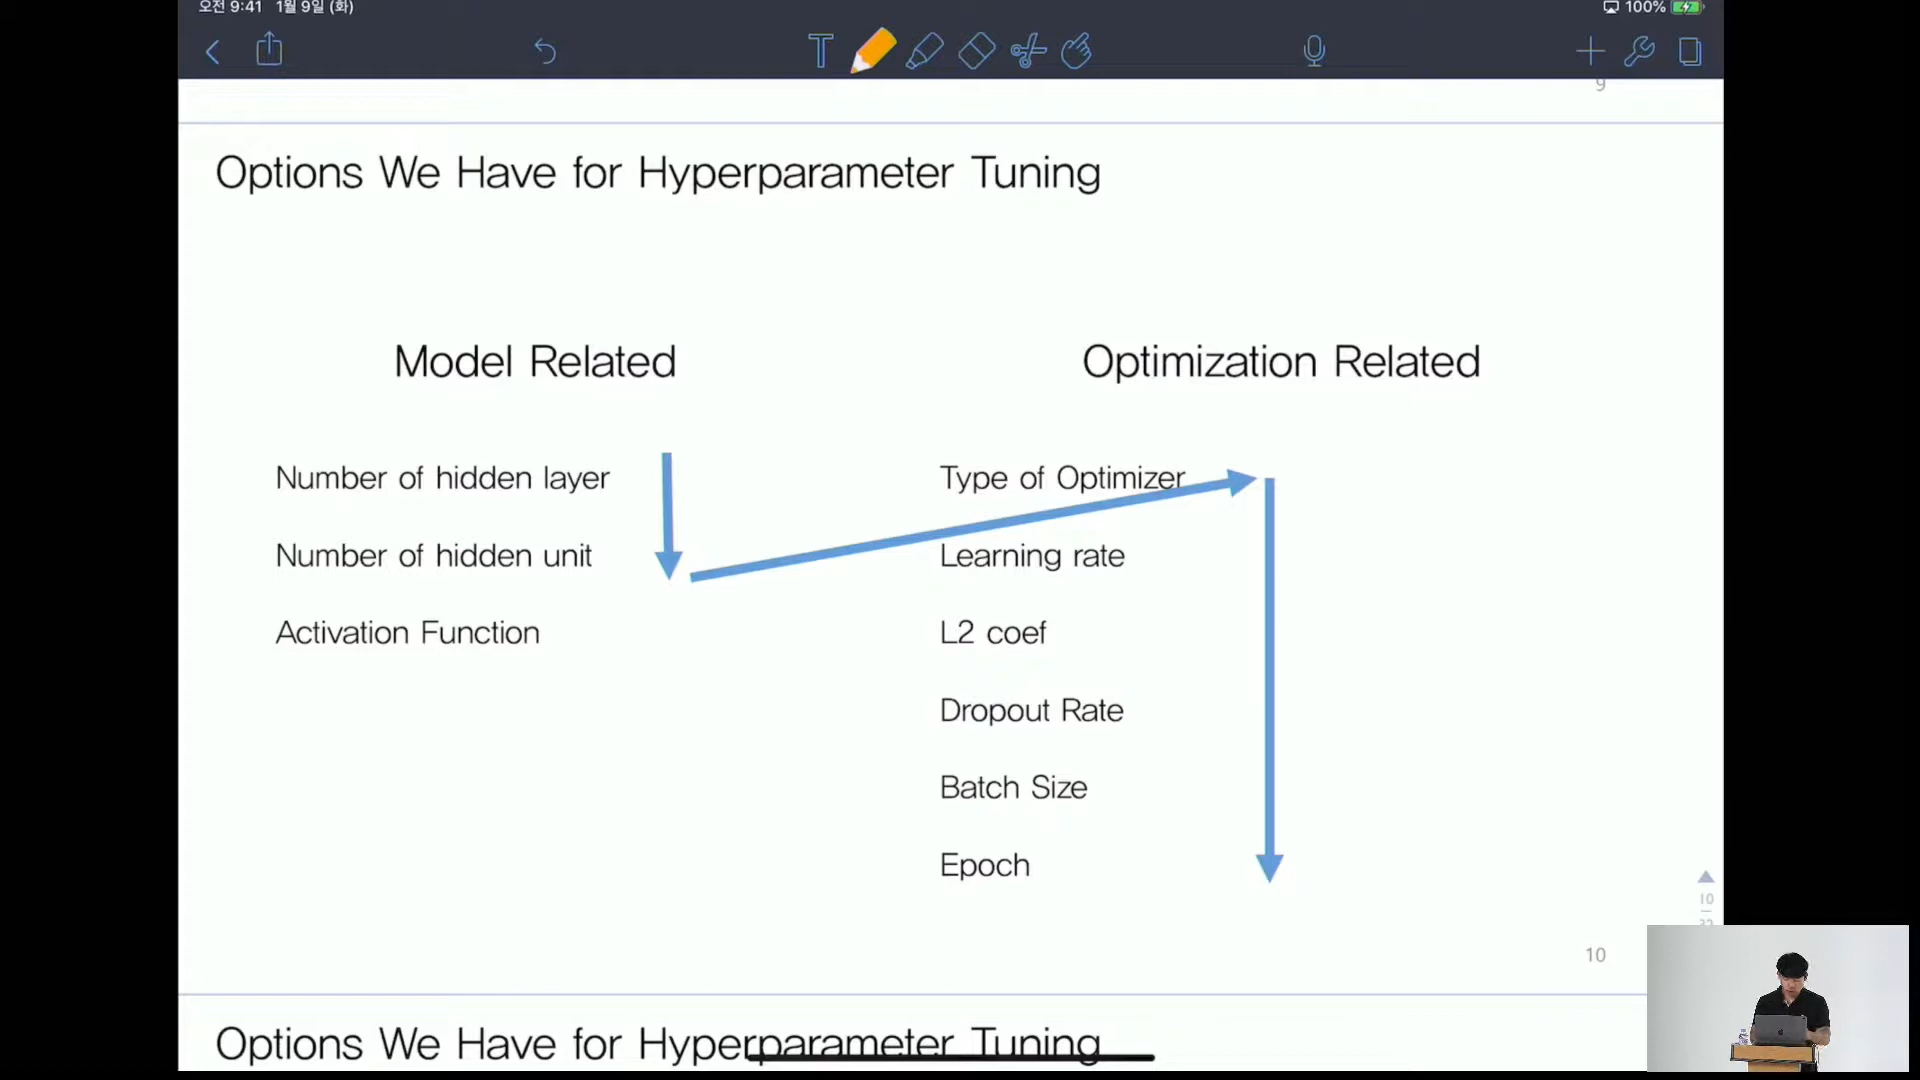 오전 9:41 1월 9일 (화)
100%
T
9
Options We Have for Hyperparameter Tuning
Model Related
Optimization Related
Number of hidden layer
Type of Optimizer
Number of hidden unit
Learning rate
Activation Function
L2 coef
Dropout Rate
Batch Size
Epoch
10
10
Options We Have for Hyperparameter Tuning